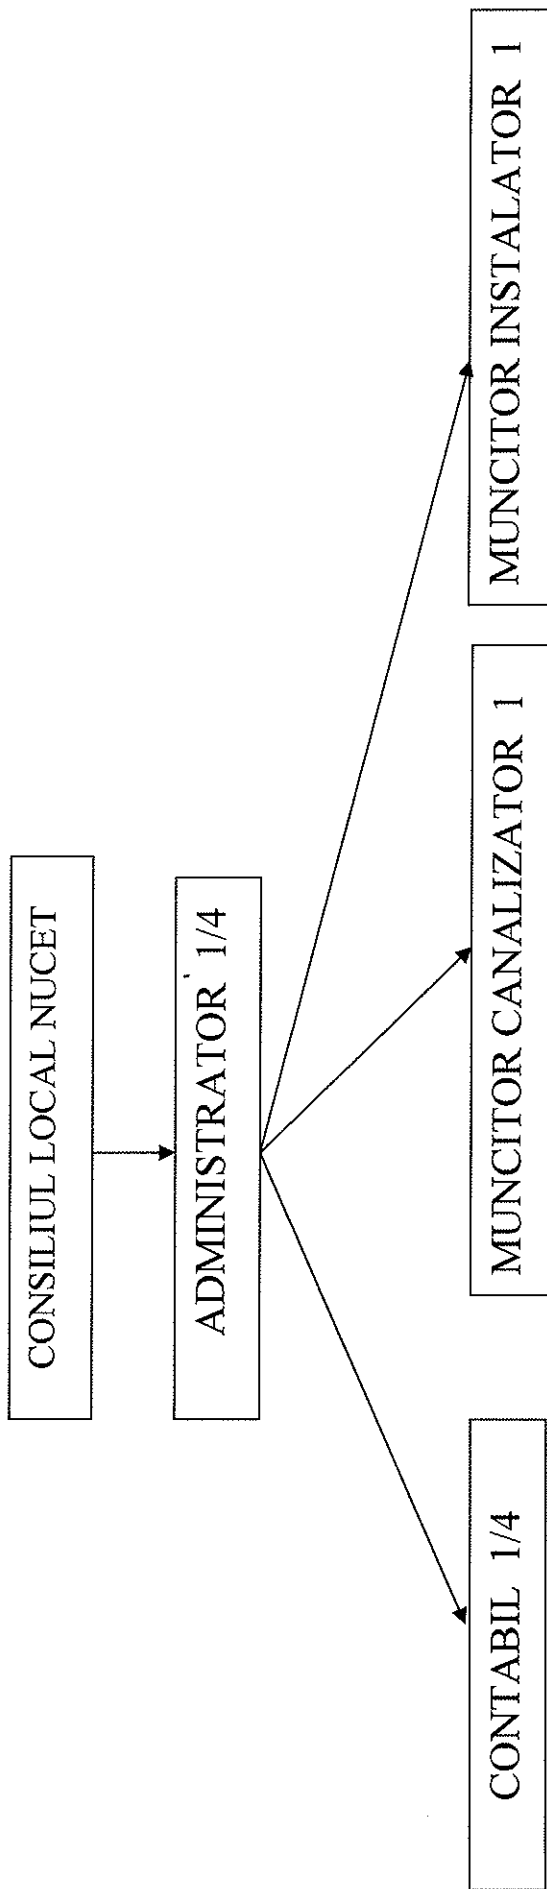 CONSILIUL LOCAL NUCET
ADMINISTRATOR 1/4
CONTABIL 1/4
MUNCITOR CANALIZATOR 1
MUNCITOR INSTALATOR 1